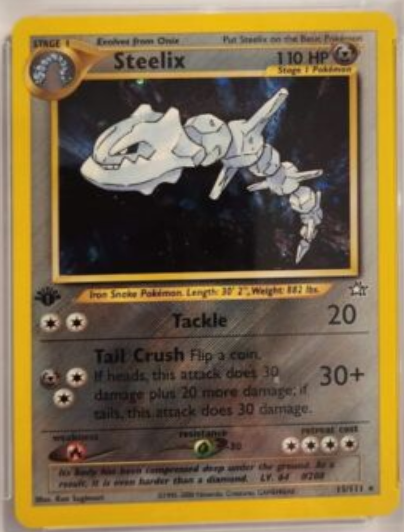 STAGE 1 Evolves from Onix Put Steelix on the Basic Pokémon
Steelix 110 HP
Stage 1 Pokémon
Iron Snake Pokémon. Length: 30' 2", Weight: 882 lbs.
Tackle 20
Tail Crush Flip a coin.
If heads, this attack does 30
damage plus 20 more damage; if
tails, this attack does 30 damage.
30+
weakness resistance retreat cost
-30
Its body has been compressed deep under the ground. As a
result, it is even harder than a diamond. LV. 64 #208
Illus. Ken Sugimori
15/111 ★